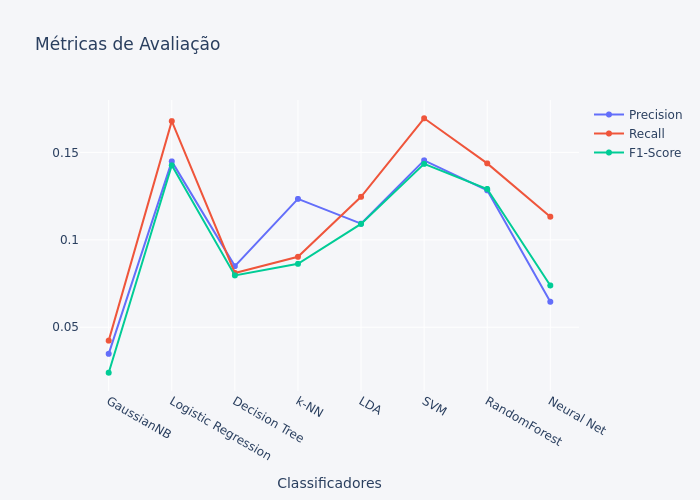 Métricas de Avaliação
Precision
Recall
F1-Score
0.15
0.1
0.05
GaussianNB
Logistic Regression
Decision Tree
k-NN
LDA
SVM
RandomForest
Neural Net
Classificadores